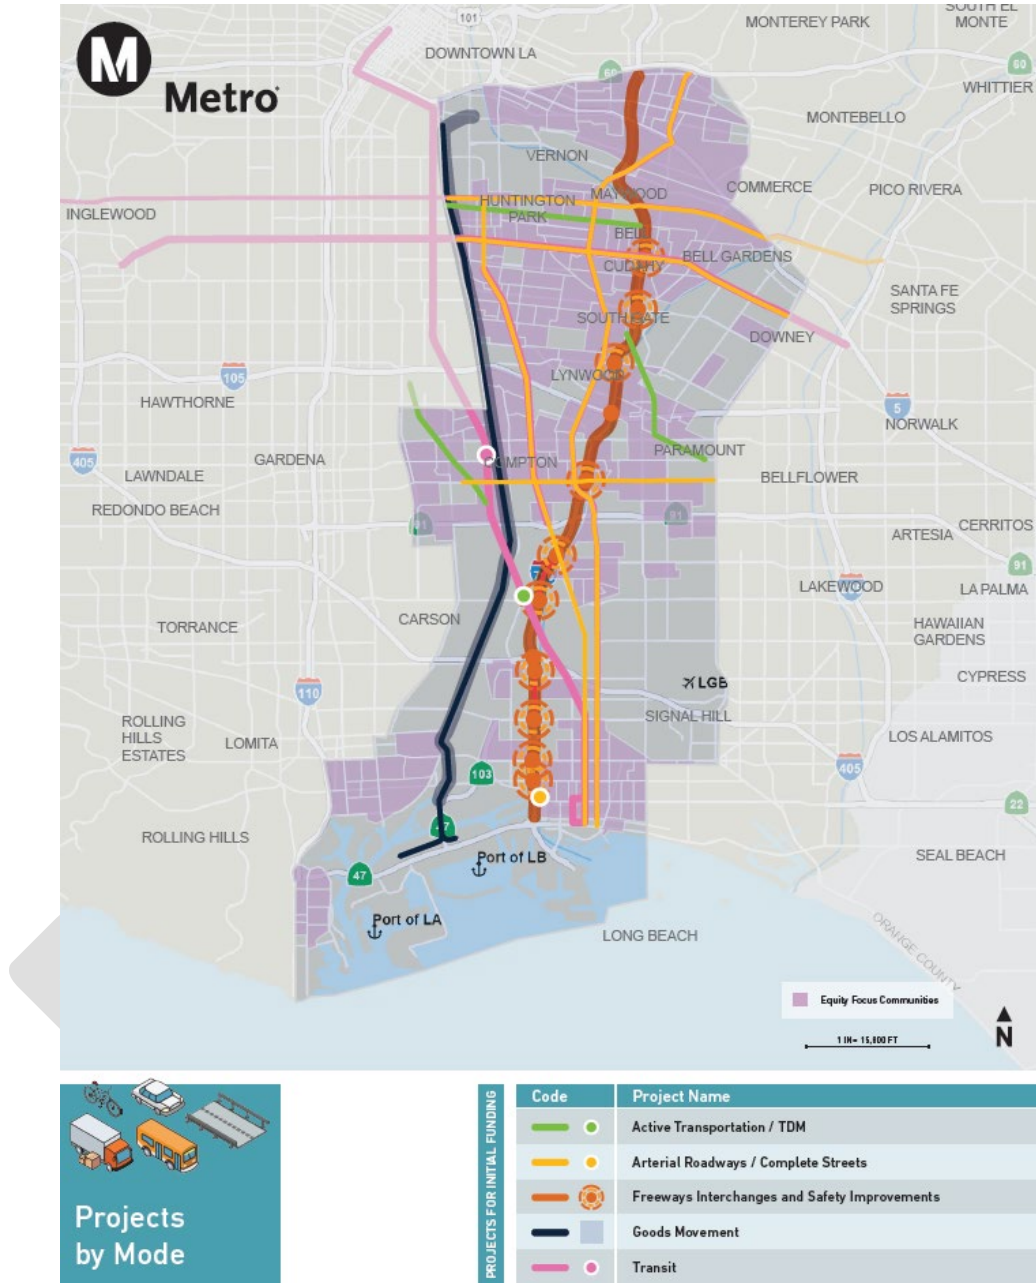 M
Metro
101
DOWNTOWN LA
MONTEREY PARK
SOUTH EL
MONTE
60
60
WHITTIER
MONTEBELLO
VERNON
COMMERCE
PICO RIVERA
MAYWOOD
HUNTINGTON
PARK
INGLEWOOD
BELL
BELL GARDENS
CUDAHY
SANTA FE
SPRINGS
SOUTH GATE
DOWNEY
105
LYNWOOD
HAWTHORNE
5
NORWALK
405
GARDENA
COMPTON
PARAMOUNT
LAWNDALE
BELLFLOWER
REDONDO BEACH
91
91
ARTESIA
CERRITOS
91
LAKEWOOD
LA PALMA
CARSON
TORRANCE
HAWAIIAN
GARDENS
CYPRESS
110
LGB
SIGNAL HILL
ROLLING
HILLS
ESTATES
LOMITA
LOS ALAMITOS
405
103
22
ROLLING HILLS
47
SEAL BEACH
Port of LB
47
Port of LA
LONG BEACH
ORANGE COUNTY
Equity Focus Communities
1 IN= 15,000 FT
N
Projects
by Mode
PROJECTS FOR INITIAL FUNDING
Code Project Name
Active Transportation / TDM
Arterial Roadways / Complete Streets
Freeways Interchanges and Safety Improvements
Goods Movement
Transit